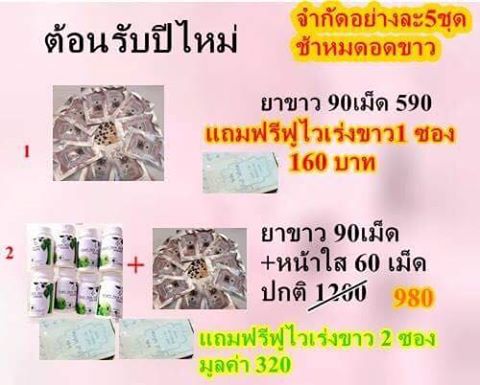 จำกัดอย่างละ5ชุด
ต้อนรับปีไหม่
ช้าหมดอดขาว
ยาขาว 90เม็ด 590
แถมฟรีฟูไวเร่งขาว1 ซอง
160 บาท
1
2
ยาขาว 90เม็ด
+
+หน้าใส 60 เม็ด
ปกติ 1200 980
แถมฟรีฟูไวเร่งขาว 2 ซอง
มูลค่า 320